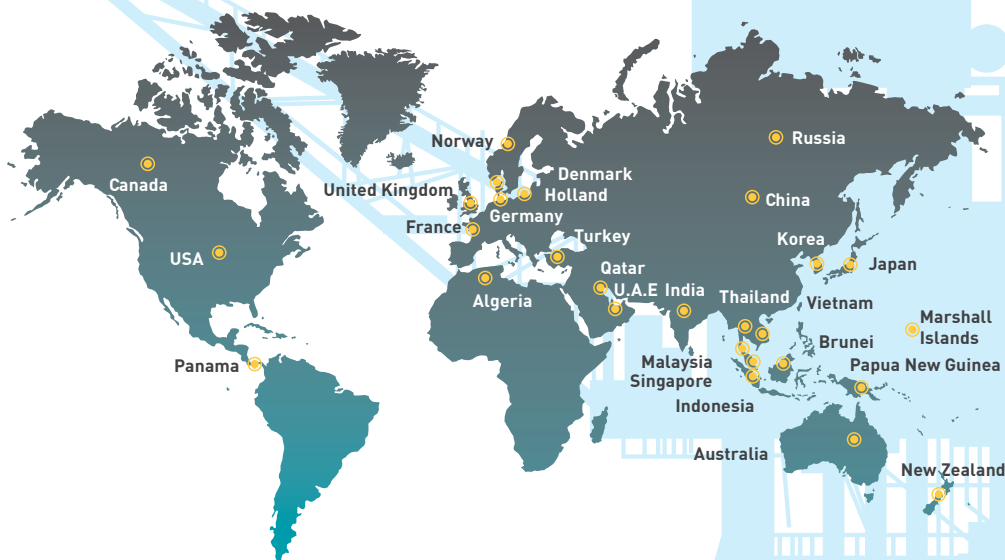 Norway
Russia
Denmark
Canada
United Kingdom
Holland
China
Germany
France
Turkey
Korea
USA
Japan
Qatar
U.A.E India
Algeria
Thailand
Vietnam
Marshall
Islands
Brunei
Malaysia
Panama
Papua New Guinea
Singapore
Indonesia
Australia
New Zealand